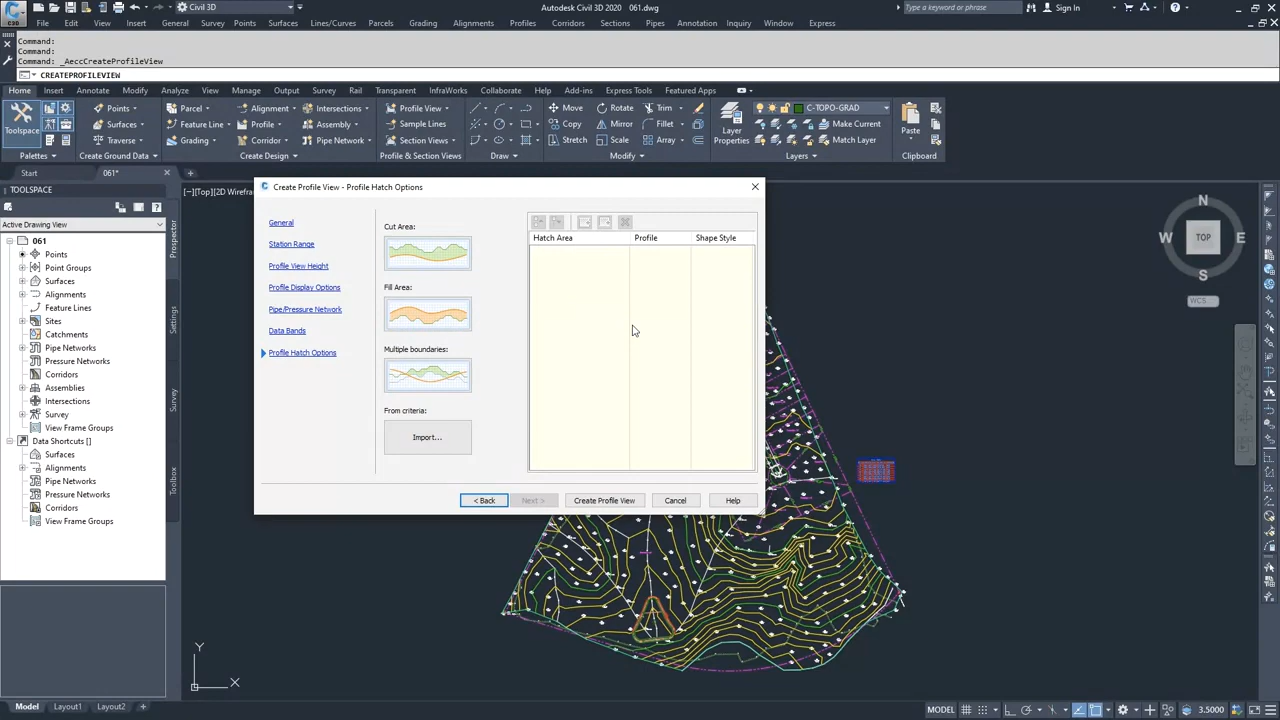 C3D
Civil 3D
Autodesk Civil 3D 2020 061.dwg
Type a keyword or phrase
Sign In
File Edit View Insert General Survey Points Surfaces Lines/Curves Parcels Grading Alignments Profiles Corridors Sections Pipes Annotation Inquiry Window Express
Command:
Command:
Command: _AeccCreateProfileView
CREATEPROFILEVIEW
Home Insert Annotate Modify Analyze View Manage Output Survey Rail Transparent InfraWorks Collaborate Help Add-ins Express Tools Featured Apps
Toolspace
Points
Surfaces
Traverse
Parcel
Feature Line
Grading
Alignment
Profile
Corridor
Intersections
Assembly
Pipe Network
Profile View
Sample Lines
Section Views
Move
Copy
Stretch
Rotate
Mirror
Scale
Trim
Fillet
Array
Layer
Properties
C-TOPO-GRAD
Make Current
Match Layer
Paste
Palettes Create Ground Data Create Design Profile & Section Views Draw Modify Layers Clipboard
Start 061*
TOOLSPACE
Active Drawing View
061
Points
Point Groups
Surfaces
Alignments
Feature Lines
Sites
Catchments
Pipe Networks
Pressure Networks
Corridors
Assemblies
Intersections
Survey
View Frame Groups
Data Shortcuts []
Surfaces
Alignments
Pipe Networks
Pressure Networks
Corridors
View Frame Groups
Prospector
Settings
Survey
Toolbox
[−][Top][2D Wirefra
Create Profile View - Profile Hatch Options
General
Station Range
Profile View Height
Profile Display Options
Pipe/Pressure Network
Data Bands
Profile Hatch Options
Cut Area:
Fill Area:
Multiple boundaries:
From criteria:
Import...
Hatch Area Profile Shape Style
< Back Next > Create Profile View Cancel Help
N
W TOP E
S
WCS
Y
X
Model Layout1 Layout2
MODEL 3.5000